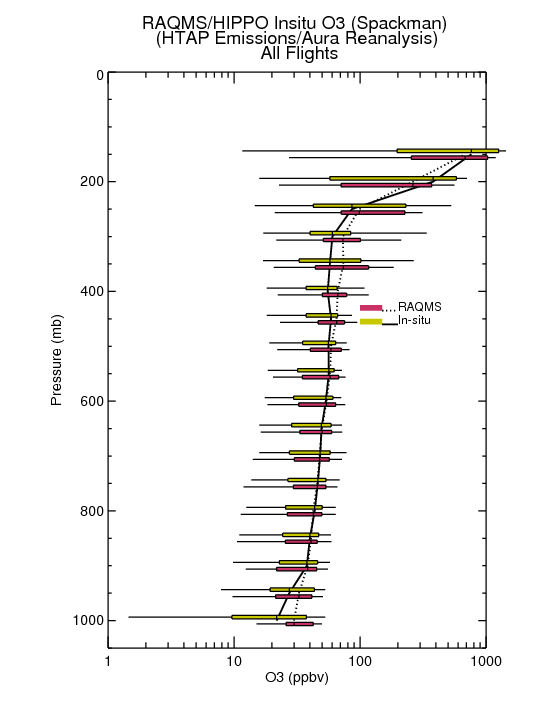 RAQMS/HIPPO Insitu O3 (Spackman)
(HTAP Emissions/Aura Reanalysis)
All Flights
0
200
400
600
800
1000
Pressure (mb)
RAQMS
In-situ
1 10 100 1000
O3 (ppbv)